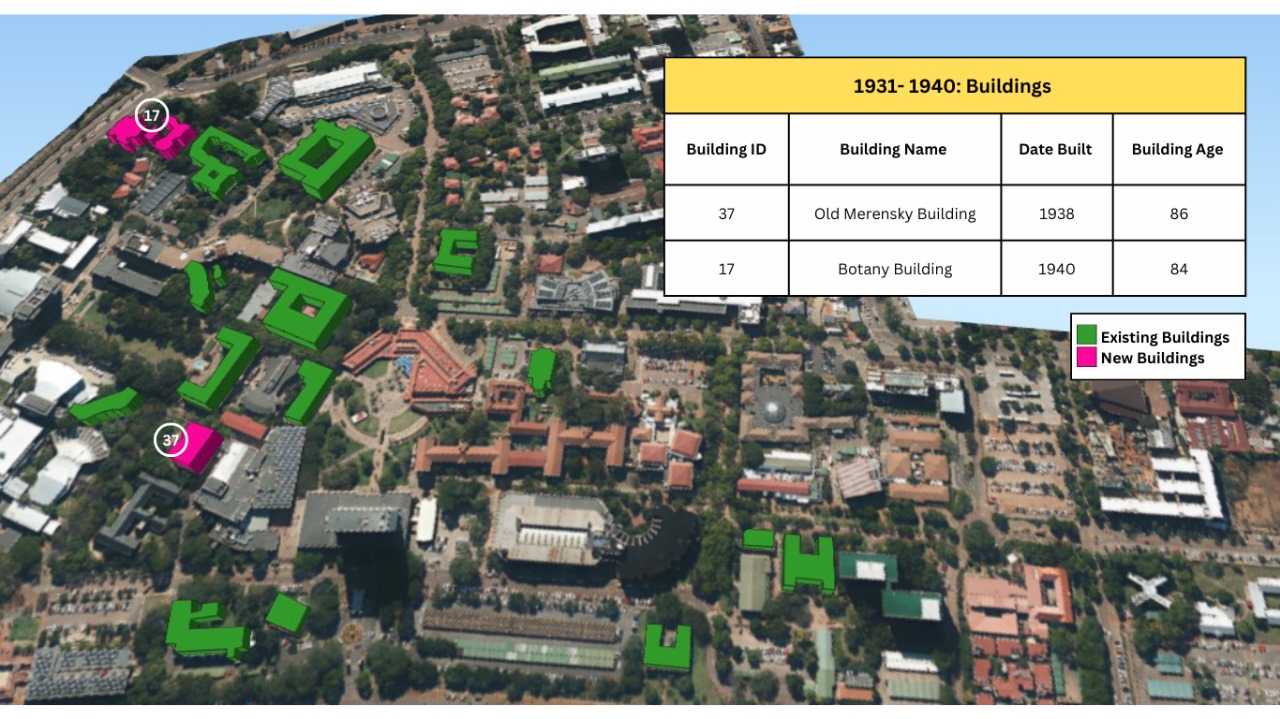 1931- 1940: Buildings
Building ID Building Name Date Built Building Age
37 Old Merensky Building 1938 86
17 Botany Building 1940 84
Existing Buildings
New Buildings
17
37